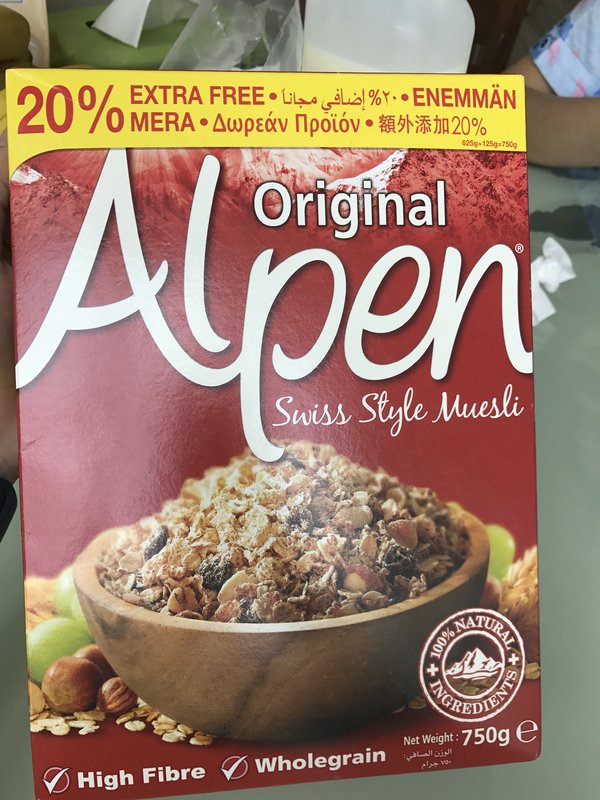 20% EXTRA FREE • ٢٠% إضافي مجاناً • ENEMMÄN
MERA • Δωρεάν Προϊόν • 額外添加20%
625g+125g=750g
Original
Alpen®
Swiss Style Muesli
100% NATURAL
INGREDIENTS
Net Weight: 750g e
الوزن الصافي:
٧٥٠ جرام
High Fibre Wholegrain